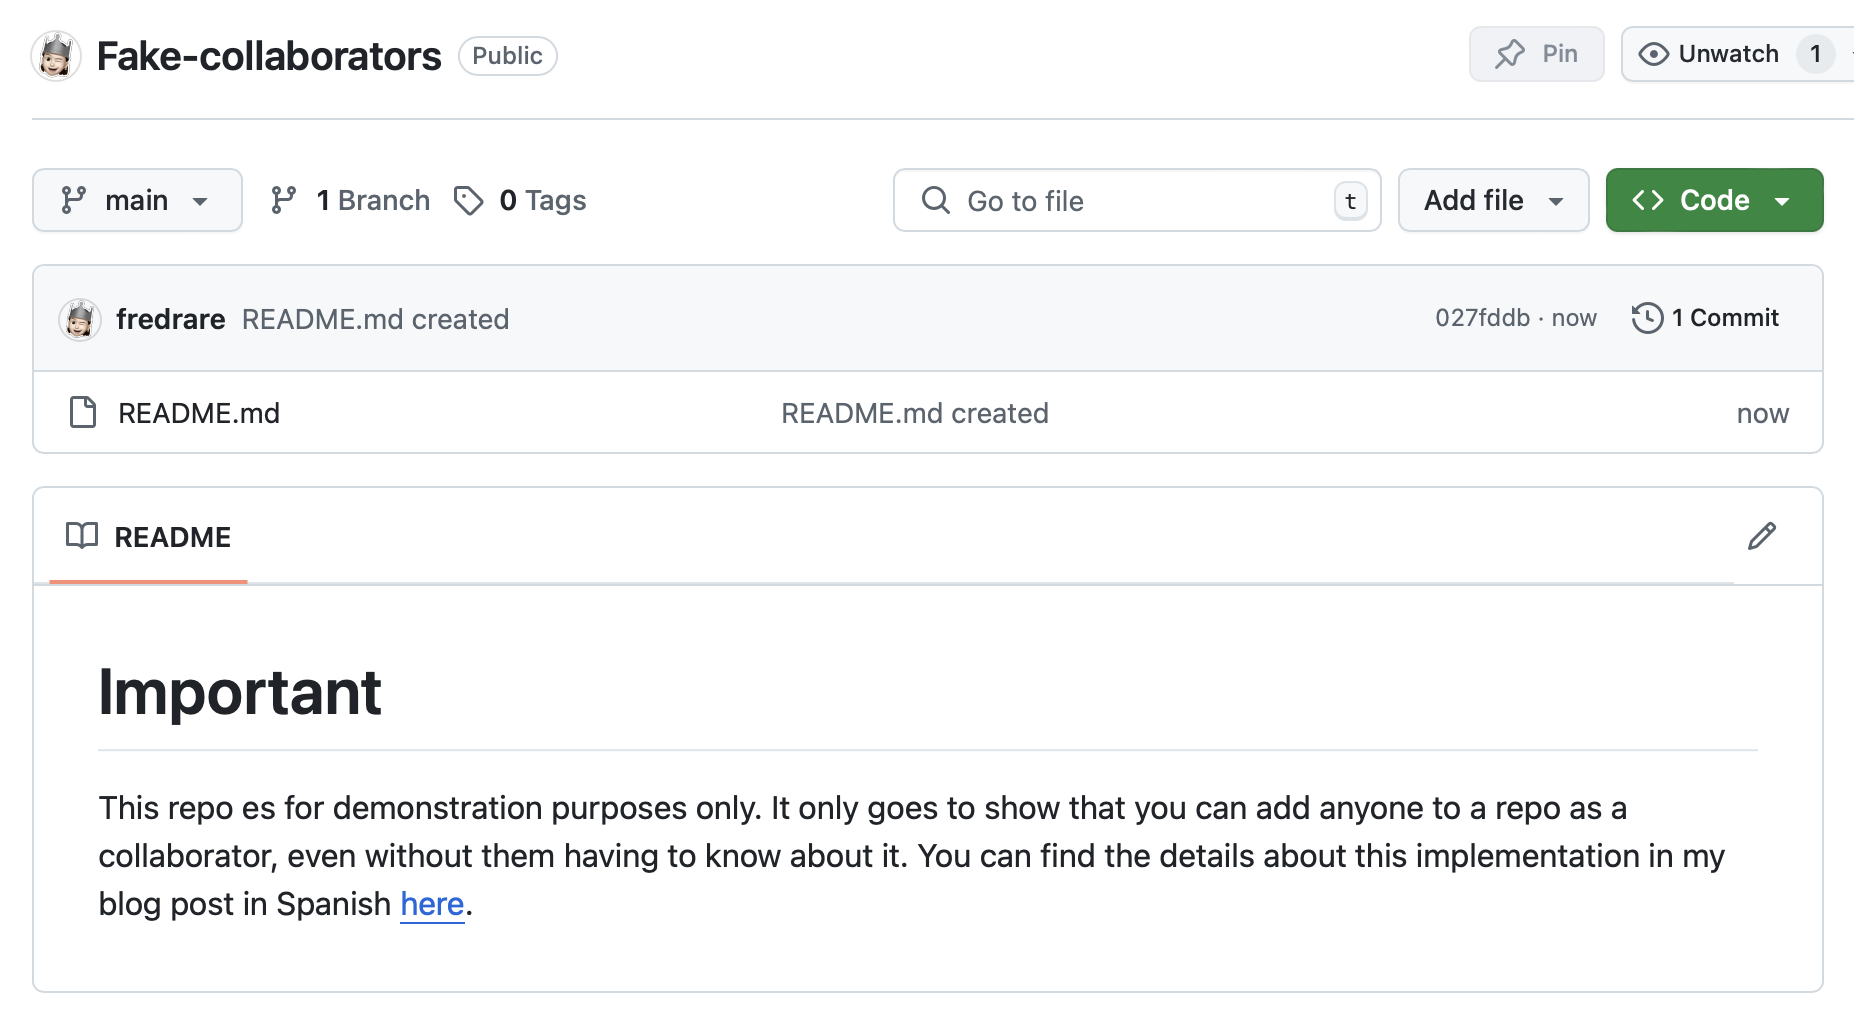 Fake-collaborators Public Pin Unwatch 1
main 1 Branch 0 Tags Go to file t Add file Code
fredrare README.md created 027fddb · now 1 Commit
README.md README.md created now
README
Important
This repo es for demonstration purposes only. It only goes to show that you can add anyone to a repo as a
collaborator, even without them having to know about it. You can find the details about this implementation in my
blog post in Spanish here.